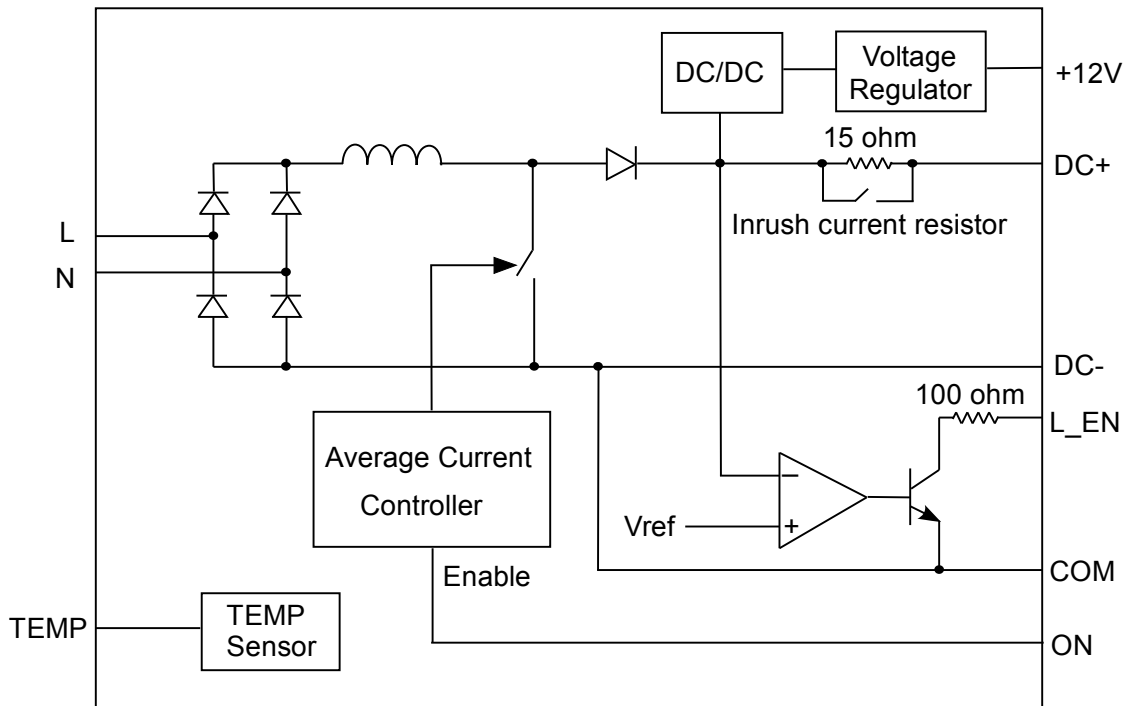 DC/DC
Voltage
Regulator
+12V
15 ohm
DC+
Inrush current resistor
L
N
DC-
100 ohm
L_EN
Average Current
Controller
−
Vref
+
Enable
COM
TEMP
TEMP
Sensor
ON